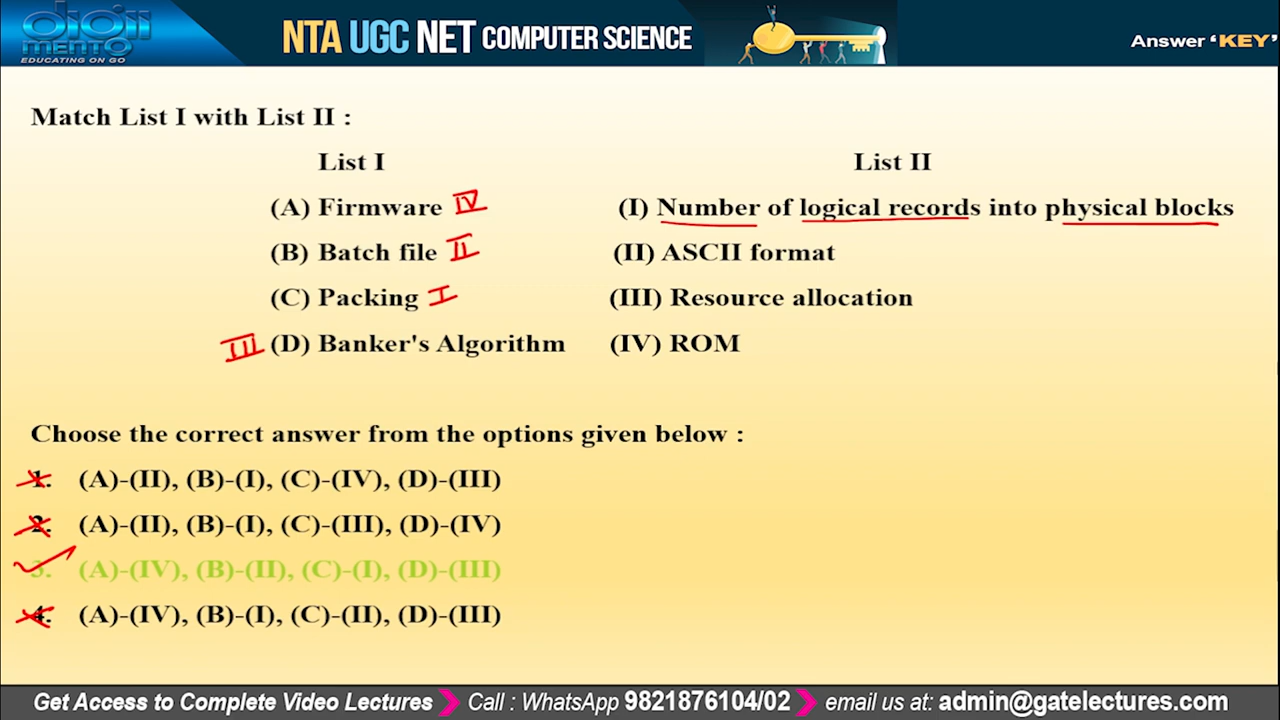 diGii
MENTO
EDUCATING ON GO
NTA UGC NET COMPUTER SCIENCE
Answer ‘KEY’
Match List I with List II :
List I List II
(A) Firmware IV (I) Number of logical records into physical blocks
(B) Batch file II (II) ASCII format
(C) Packing I (III) Resource allocation
III (D) Banker's Algorithm (IV) ROM
Choose the correct answer from the options given below :
1. (A)-(II), (B)-(I), (C)-(IV), (D)-(III)
2. (A)-(II), (B)-(I), (C)-(III), (D)-(IV)
3. (A)-(IV), (B)-(II), (C)-(I), (D)-(III)
4. (A)-(IV), (B)-(I), (C)-(II), (D)-(III)
Get Access to Complete Video Lectures Call : WhatsApp 9821876104/02 email us at: admin@gatelectures.com